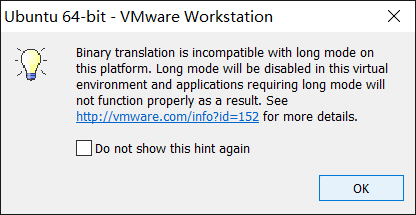 Ubuntu 64-bit - VMware Workstation
Binary translation is incompatible with long mode on
this platform. Long mode will be disabled in this virtual
environment and applications requiring long mode will
not function properly as a result. See
http://vmware.com/info?id=152 for more details.
Do not show this hint again
OK